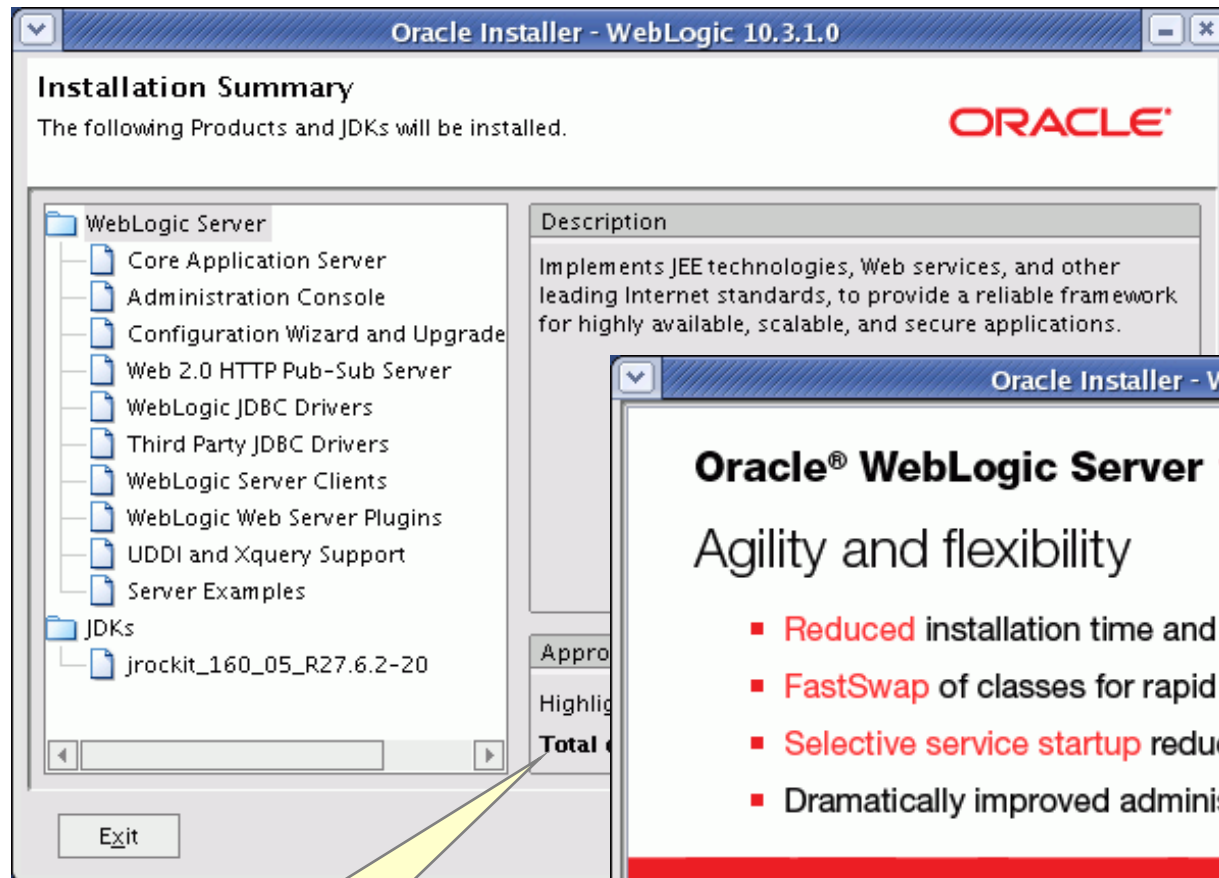 Oracle Installer - WebLogic 10.3.1.0
Installation Summary
The following Products and JDKs will be installed.
ORACLE
WebLogic Server
Core Application Server
Administration Console
Configuration Wizard and Upgrade
Web 2.0 HTTP Pub-Sub Server
WebLogic JDBC Drivers
Third Party JDBC Drivers
WebLogic Server Clients
WebLogic Web Server Plugins
UDDI and Xquery Support
Server Examples
JDKs
jrockit_160_05_R27.6.2-20
Description
Implements JEE technologies, Web services, and other
leading Internet standards, to provide a reliable framework
for highly available, scalable, and secure applications.
Appro
Highlig
Total
Exit
Oracle Installer - W
Oracle® WebLogic Server
Agility and flexibility
Reduced installation time and
FastSwap of classes for rapid
Selective service startup redu
Dramatically improved adminis